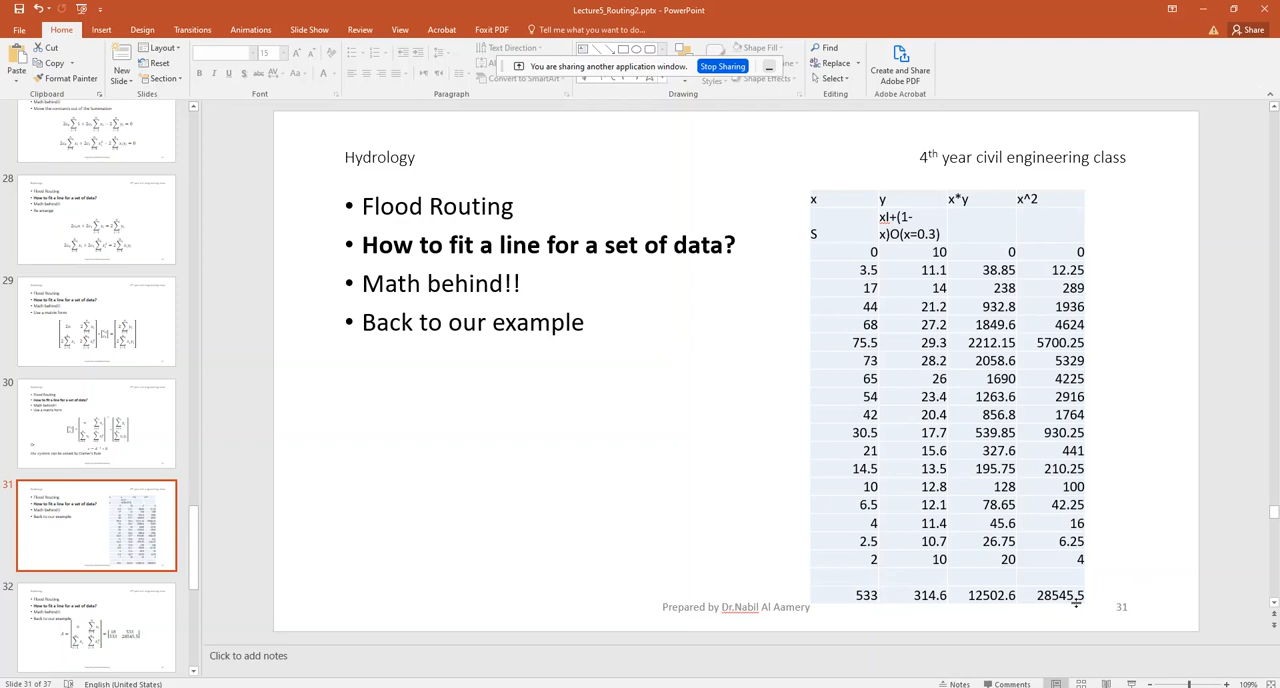 Lecture5_Routing2.pptx - PowerPoint
File Home Insert Design Transitions Animations Slide Show Review View Acrobat Foxit PDF Tell me what you want to do... Share
Paste
Cut
Copy
Format Painter
Clipboard
New Slide
Layout
Reset
Section
Slides
15
Font
Text Direction
Convert to SmartArt
Paragraph
You are sharing another application window. Stop Sharing
Shape Fill
Shape Effects
Styles
Drawing
Find
Replace
Select
Editing
Create and Share
Adobe PDF
Adobe Acrobat
28
29
30
31
32
Hydrology
4th year civil engineering class
• Flood Routing
• How to fit a line for a set of data?
• Math behind!!
• Back to our example
x y x*y x^2
S xI+(1-x)O(x=0.3)
0 10 0 0
3.5 11.1 38.85 12.25
17 14 238 289
44 21.2 932.8 1936
68 27.2 1849.6 4624
75.5 29.3 2212.15 5700.25
73 28.2 2058.6 5329
65 26 1690 4225
54 23.4 1263.6 2916
42 20.4 856.8 1764
30.5 17.7 539.85 930.25
21 15.6 327.6 441
14.5 13.5 195.75 210.25
10 12.8 128 100
6.5 12.1 78.65 42.25
4 11.4 45.6 16
2.5 10.7 26.75 6.25
2 10 20 4
533 314.6 12502.6 28545.5
Prepared by Dr.Nabil Al Aamery
31
Click to add notes
Slide 31 of 37 English (United States) Notes Comments 109%